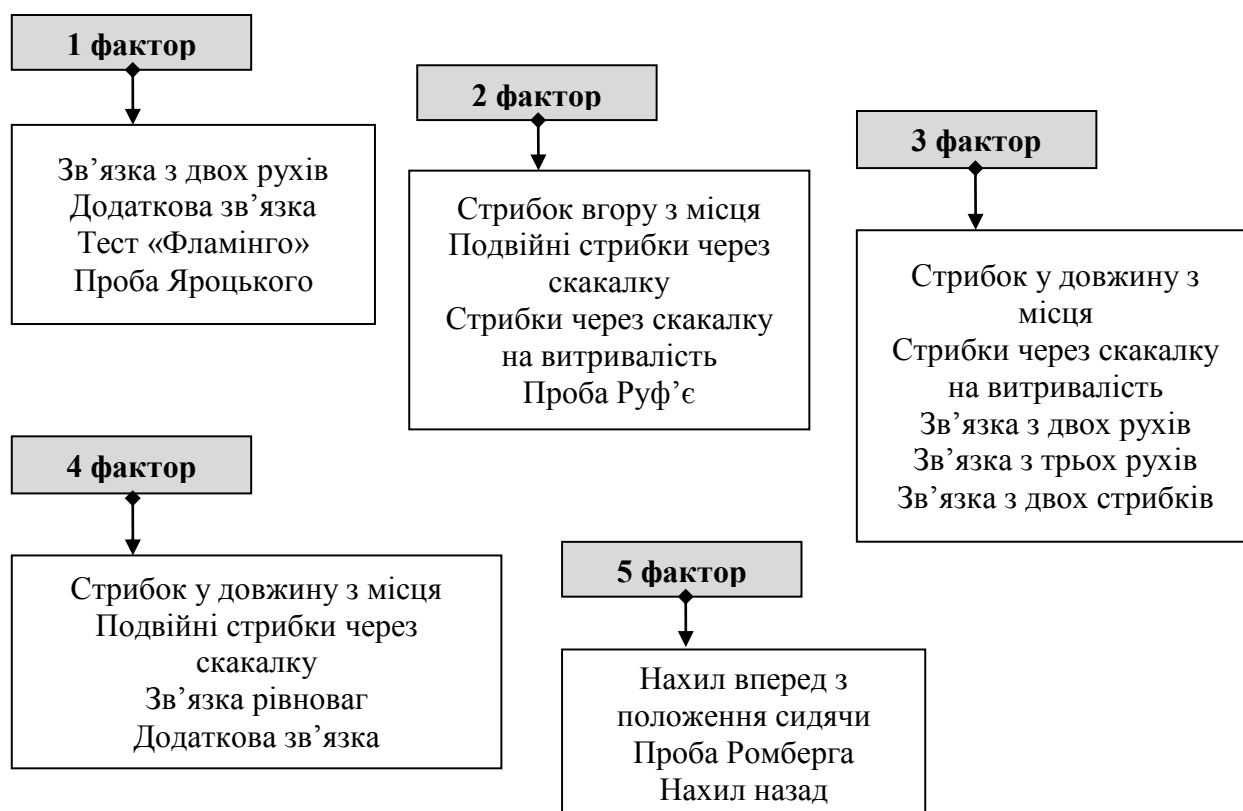 1 фактор
Зв’язка з двох рухів
Додаткова зв’язка
Тест «Фламінго»
Проба Яроцького
2 фактор
Стрибок вгору з місця
Подвійні стрибки через
скакалку
Стрибки через скакалку
на витривалість
Проба Руф’є
3 фактор
Стрибок у довжину з
місця
Стрибки через скакалку
на витривалість
Зв’язка з двох рухів
Зв’язка з трьох рухів
Зв’язка з двох стрибків
4 фактор
Стрибок у довжину з місця
Подвійні стрибки через
скакалку
Зв’язка рівноваг
Додаткова зв’язка
5 фактор
Нахил вперед з
положення сидячи
Проба Ромберга
Нахил назад